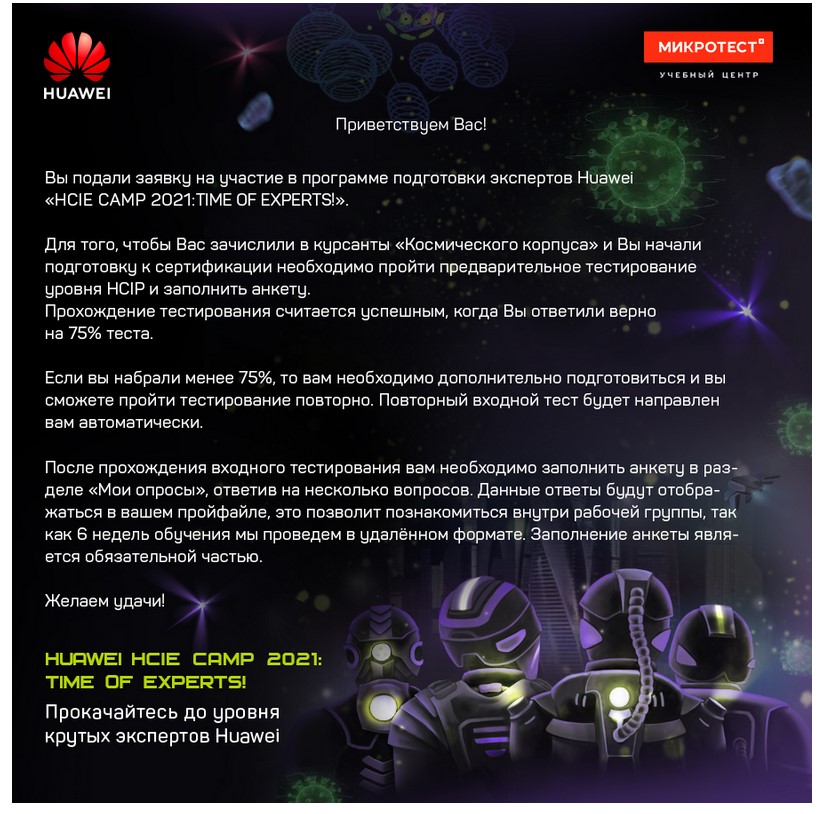 HUAWEI
МИКРОТЕСТ
УЧЕБНЫЙ ЦЕНТР
Приветствуем Вас!
Вы подали заявку на участие в программе подготовки экспертов Huawei
«HCIE CAMP 2021:TIME OF EXPERTS!».
Для того, чтобы Вас зачислили в курсанты «Космического корпуса» и Вы начали
подготовку к сертификации необходимо пройти предварительное тестирование
уровня HCIP и заполнить анкету.
Прохождение тестирования считается успешным, когда Вы ответили верно
на 75% теста.
Если вы набрали менее 75%, то вам необходимо дополнительно подготовиться и вы
сможете пройти тестирование повторно. Повторный входной тест будет направлен
вам автоматически.
После прохождения входного тестирования вам необходимо заполнить анкету в раз-
деле «Мои опросы», ответив на несколько вопросов. Данные ответы будут отобра-
жаться в вашем пройфайле, это позволит познакомиться внутри рабочей группы, так
как 6 недель обучения мы проведем в удалённом формате. Заполнение анкеты явля-
ется обязательной частью.
Желаем удачи!
HUAWEI HCIE CAMP 2021:
TIME OF EXPERTS!
Прокачайтесь до уровня
крутых экспертов Huawei